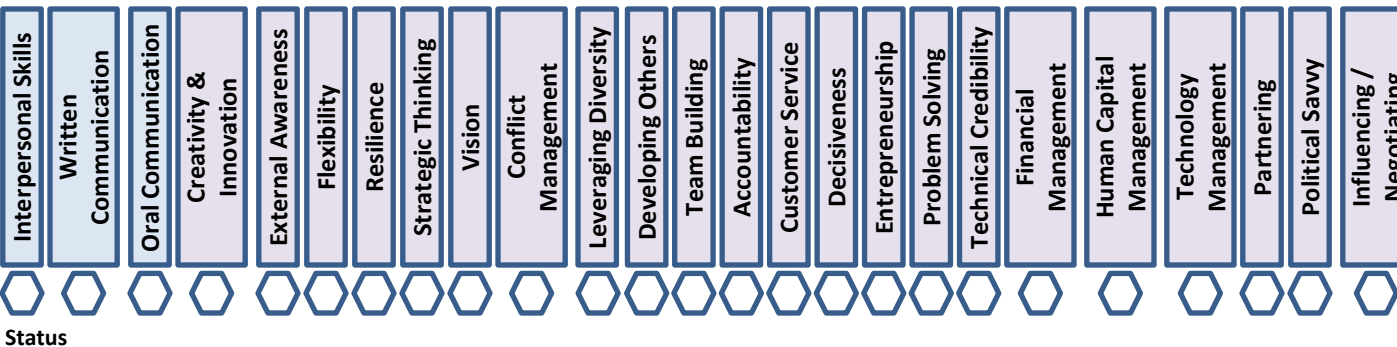 Interpersonal Skills
Written
Communication
Oral Communication
Creativity &
Innovation
External Awareness
Flexibility
Resilience
Strategic Thinking
Vision
Conflict
Management
Leveraging Diversity
Developing Others
Team Building
Accountability
Customer Service
Decisiveness
Entrepreneurship
Problem Solving
Technical Credibility
Financial
Management
Human Capital
Management
Technology
Management
Partnering
Political Savvy
Influencing /
Negotiating
Status